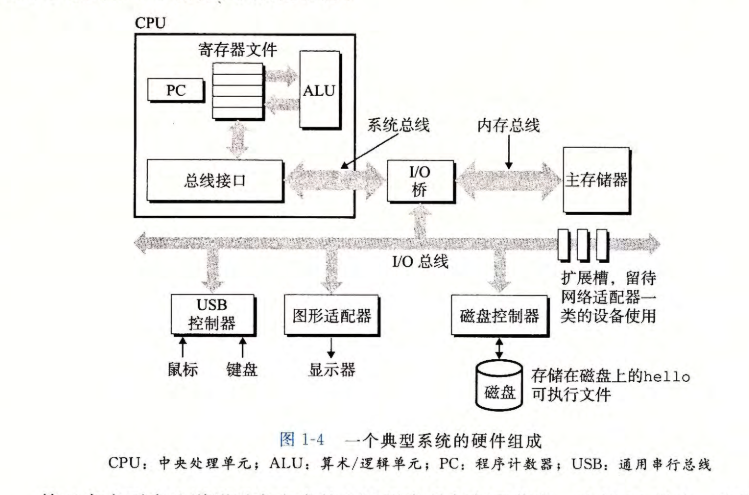 CPU
寄存器文件
PC
ALU
系统总线
内存总线
总线接口
I/O
桥
主存储器
I/O 总线
扩展槽，留待
网络适配器一
类的设备使用
USB
控制器
图形适配器
磁盘控制器
鼠标
键盘
显示器
磁盘
存储在磁盘上的hello
可执行文件
图 1-4 一个典型系统的硬件组成
CPU：中央处理单元；ALU：算术/逻辑单元；PC：程序计数器；USB：通用串行总线